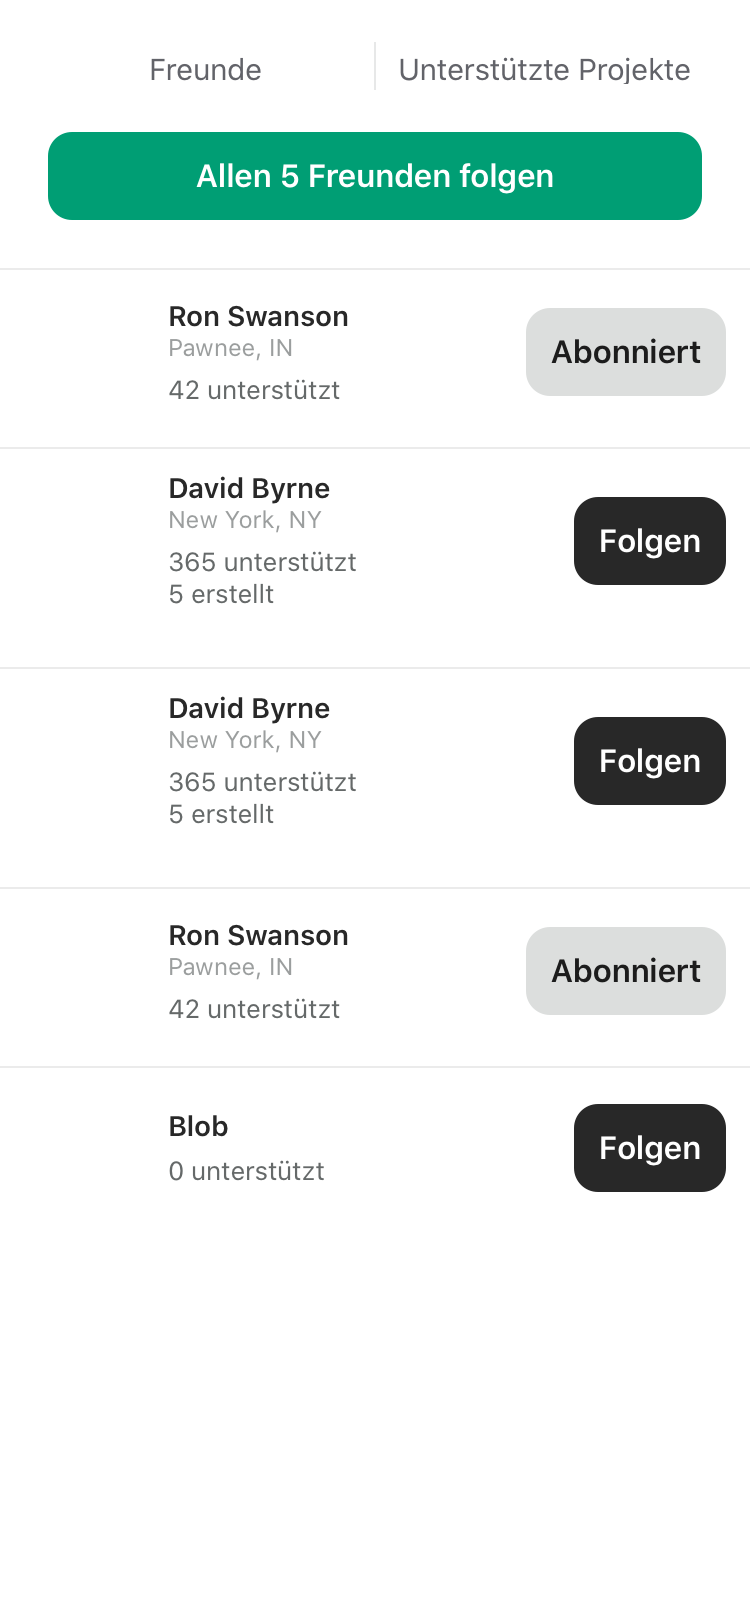 Freunde
Unterstützte Projekte
Allen 5 Freunden folgen
Ron Swanson
Pawnee, IN
42 unterstützt
Abonniert
David Byrne
New York, NY
365 unterstützt
5 erstellt
Folgen
David Byrne
New York, NY
365 unterstützt
5 erstellt
Folgen
Ron Swanson
Pawnee, IN
42 unterstützt
Abonniert
Blob
0 unterstützt
Folgen